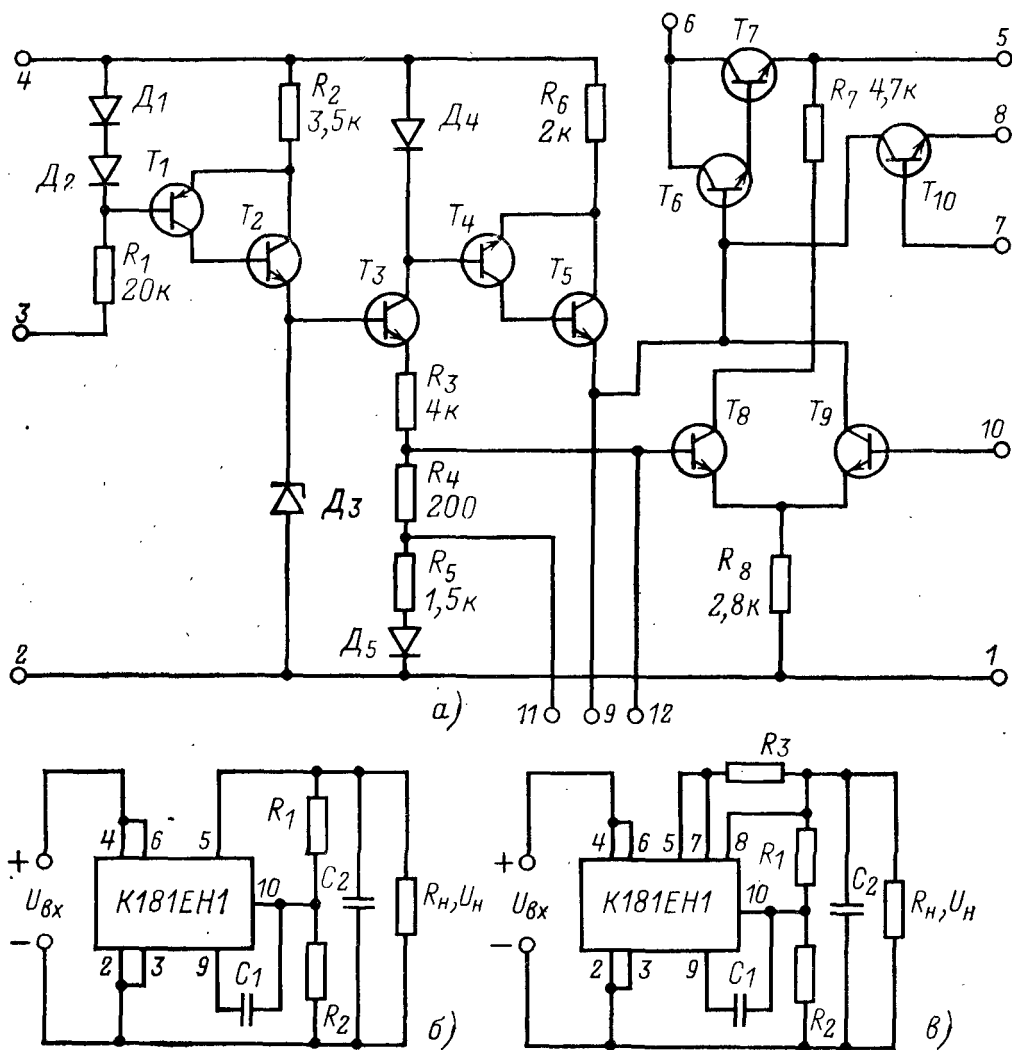 6
T7
5
4
Д1
R2
3,5к
Д4
R6
2к
R7 4,7к
8
Д2
T1
T2
T6
T10
7
R1
20к
T3
T4
T5
3
R3
4к
T8
T9
10
R4
200
Д3
R5
1,5к
R8
2,8к
Д5
2
1
а)
11
9
12
R1
4
6
5
+
Uвх
−
К181ЕН1
10
C2
Rн,Uн
2
3
9
C1
R2
б)
R3
4
6
5
7
8
R1
+
Uвх
−
К181ЕН1
10
C2
Rн,Uн
2
3
9
C1
R2
в)